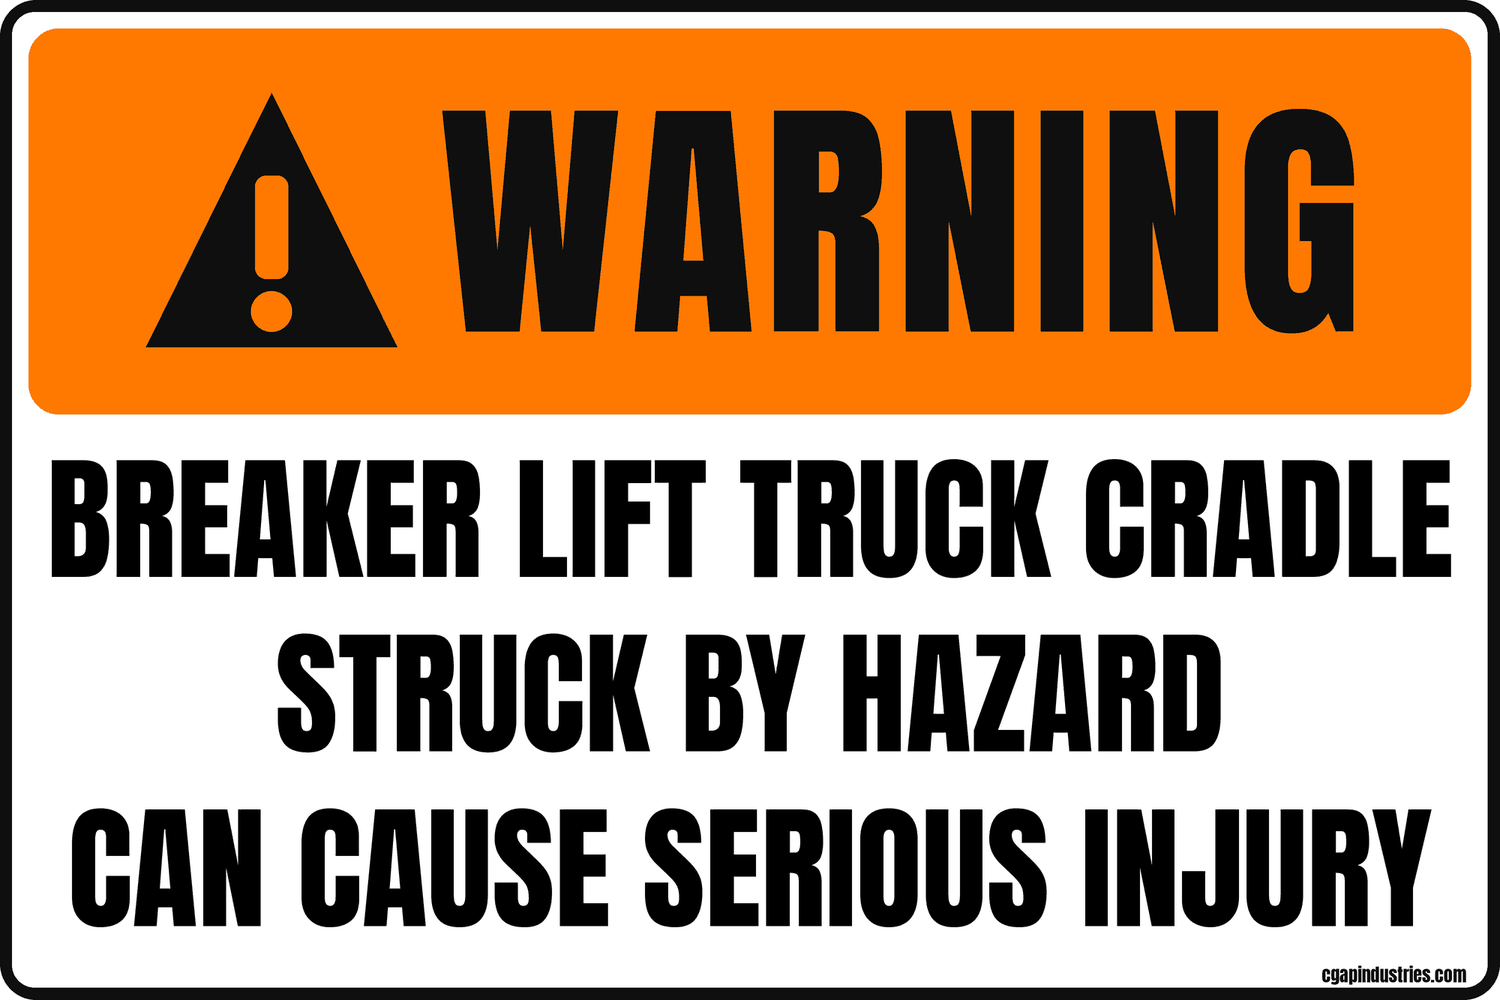 WARNING
BREAKER LIFT TRUCK CRADLE
STRUCK BY HAZARD
CAN CAUSE SERIOUS INJURY
cgapindustries.com